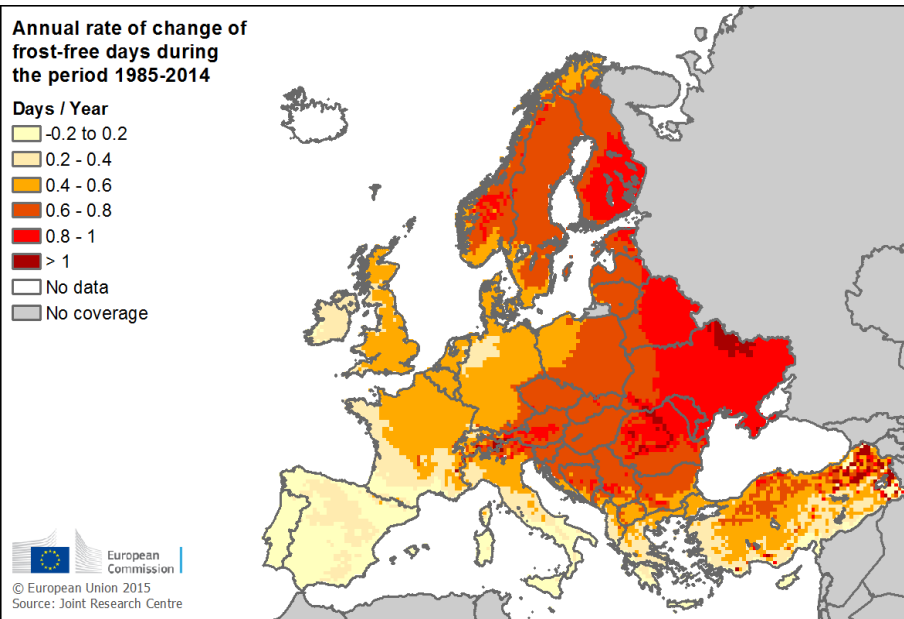 Annual rate of change of
frost-free days during
the period 1985-2014
Days / Year
-0.2 to 0.2
0.2 - 0.4
0.4 - 0.6
0.6 - 0.8
0.8 - 1
> 1
No data
No coverage
European
Commission
© European Union 2015
Source: Joint Research Centre